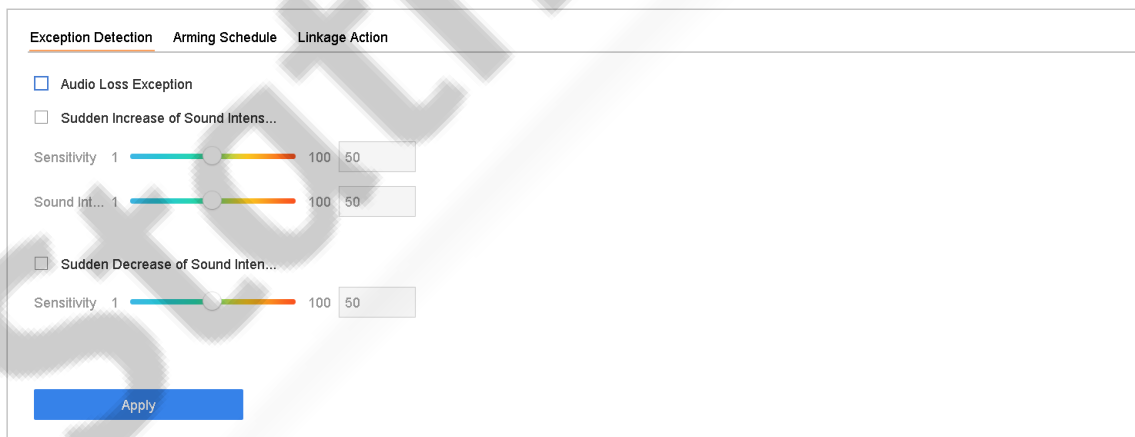 Exception Detection Arming Schedule Linkage Action
Audio Loss Exception
Sudden Increase of Sound Intens...
Sensitivity 1 100 50
Sound Int... 1 100 50
Sudden Decrease of Sound Inten...
Sensitivity 1 100 50
Apply